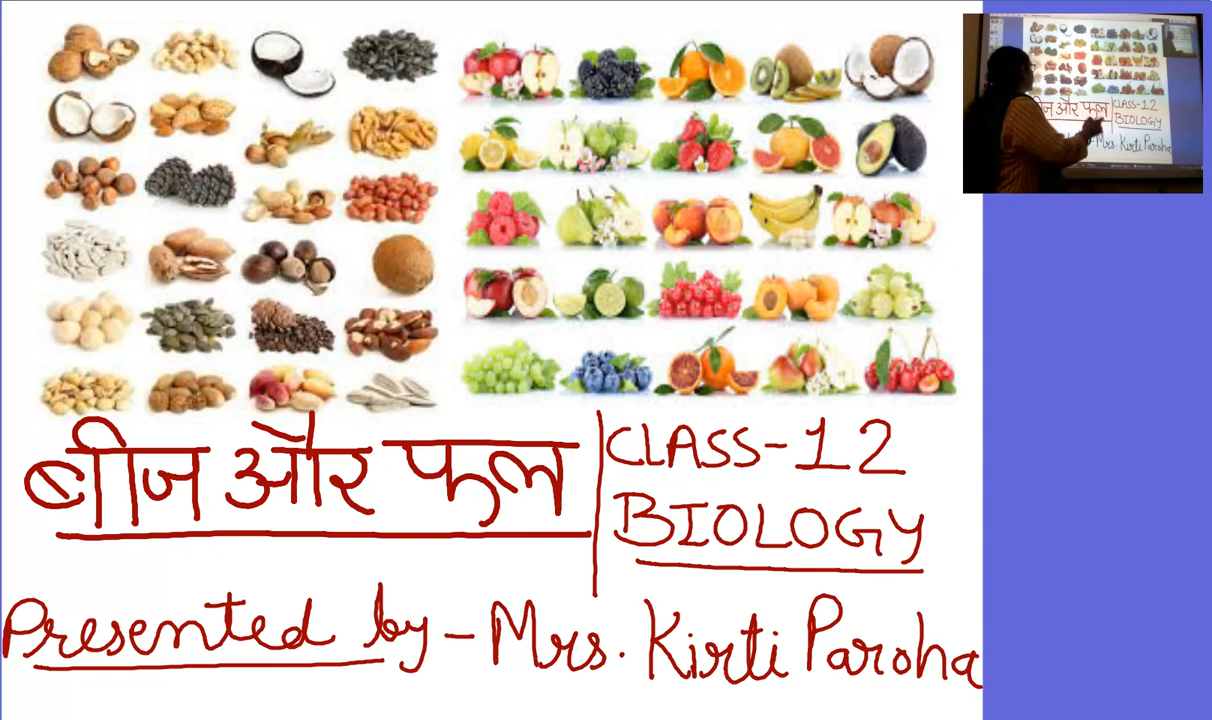 बीज और फल
CLASS-12
BIOLOGY
Presented by - Mrs. Kirti Paroha